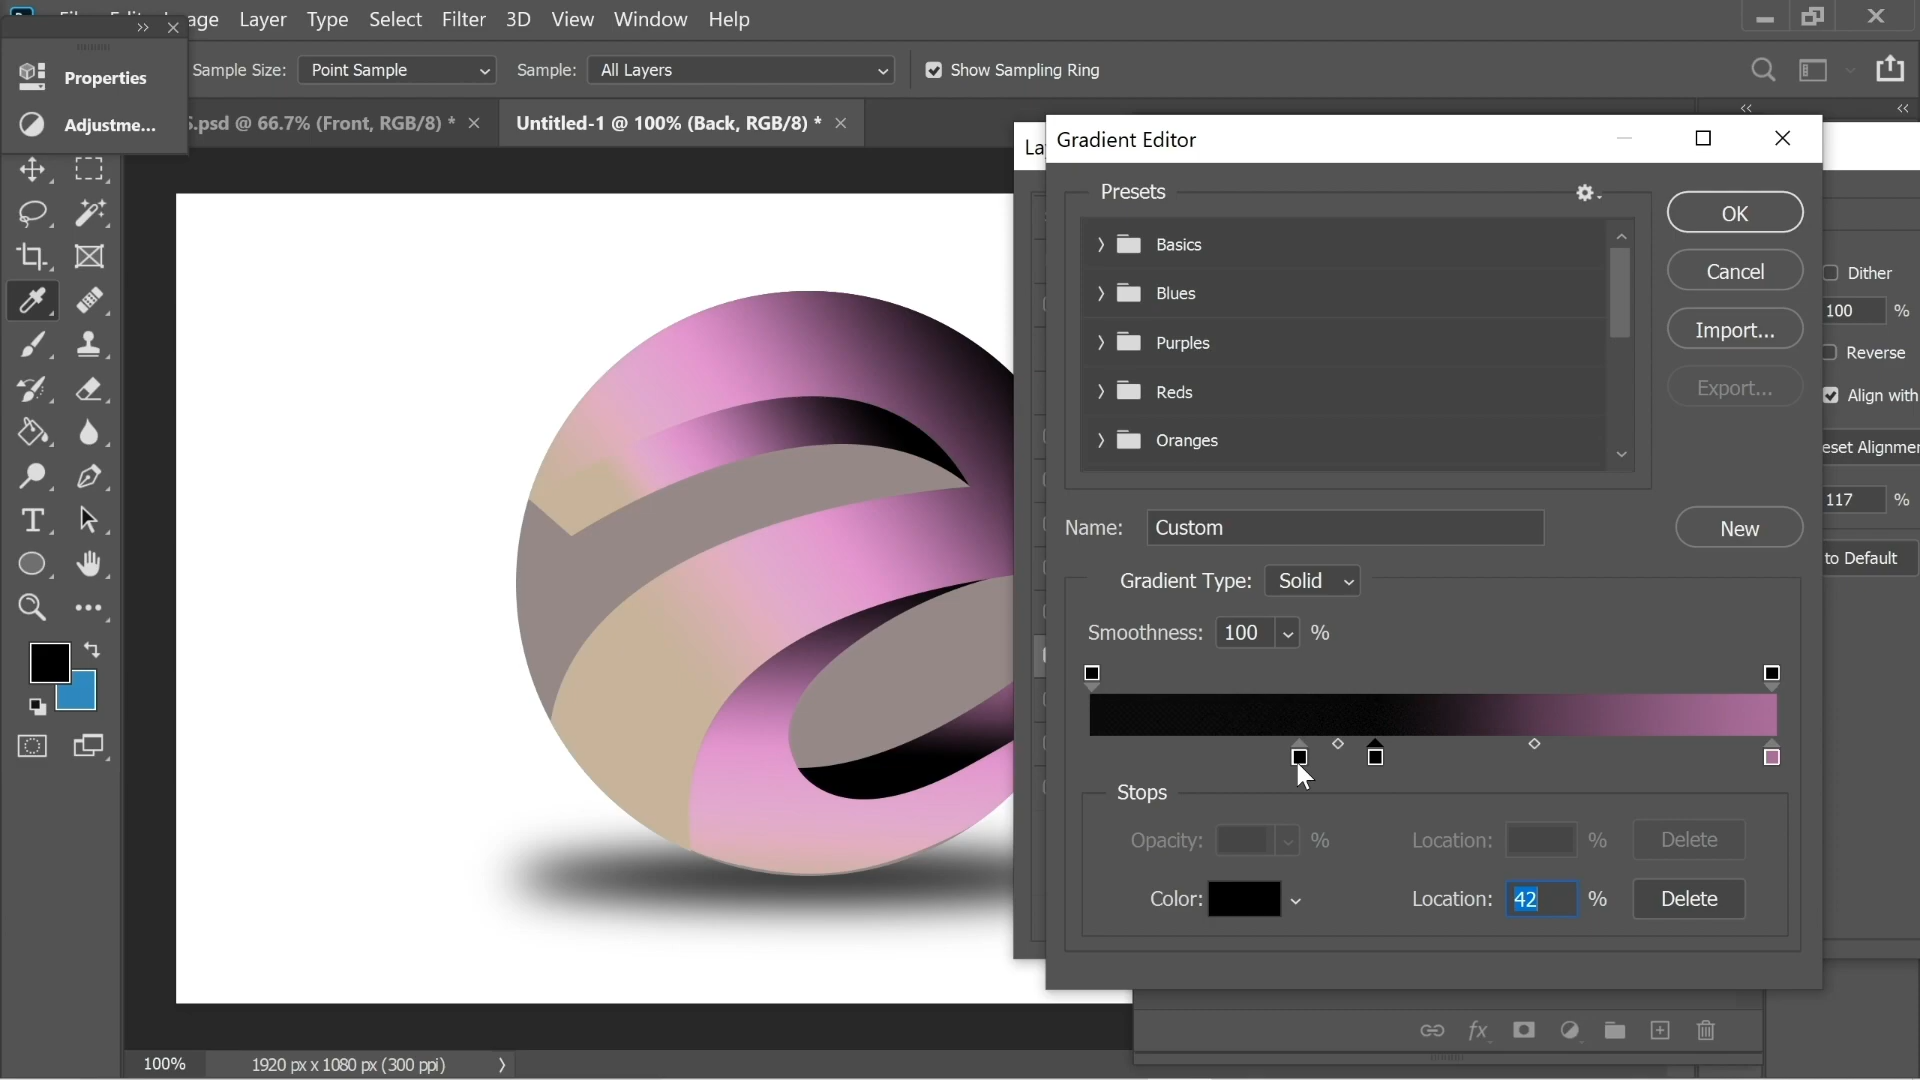 Layer Type Select Filter 3D View Window Help
Properties
Adjustme...
Sample Size: Point Sample Sample: All Layers Show Sampling Ring
.psd @ 66.7% (Front, RGB/8) * Untitled-1 @ 100% (Back, RGB/8) *
La
Gradient Editor
Presets
Basics
Blues
Purples
Reds
Oranges
OK
Cancel
Import...
Export...
Dither
100 %
Reverse
Align with
eset Alignmen
117 %
to Default
Name: Custom New
Gradient Type: Solid
Smoothness: 100 %
Stops
Opacity: % Location: % Delete
Color: Location: 42 % Delete
fx
100% 1920 px x 1080 px (300 ppi)